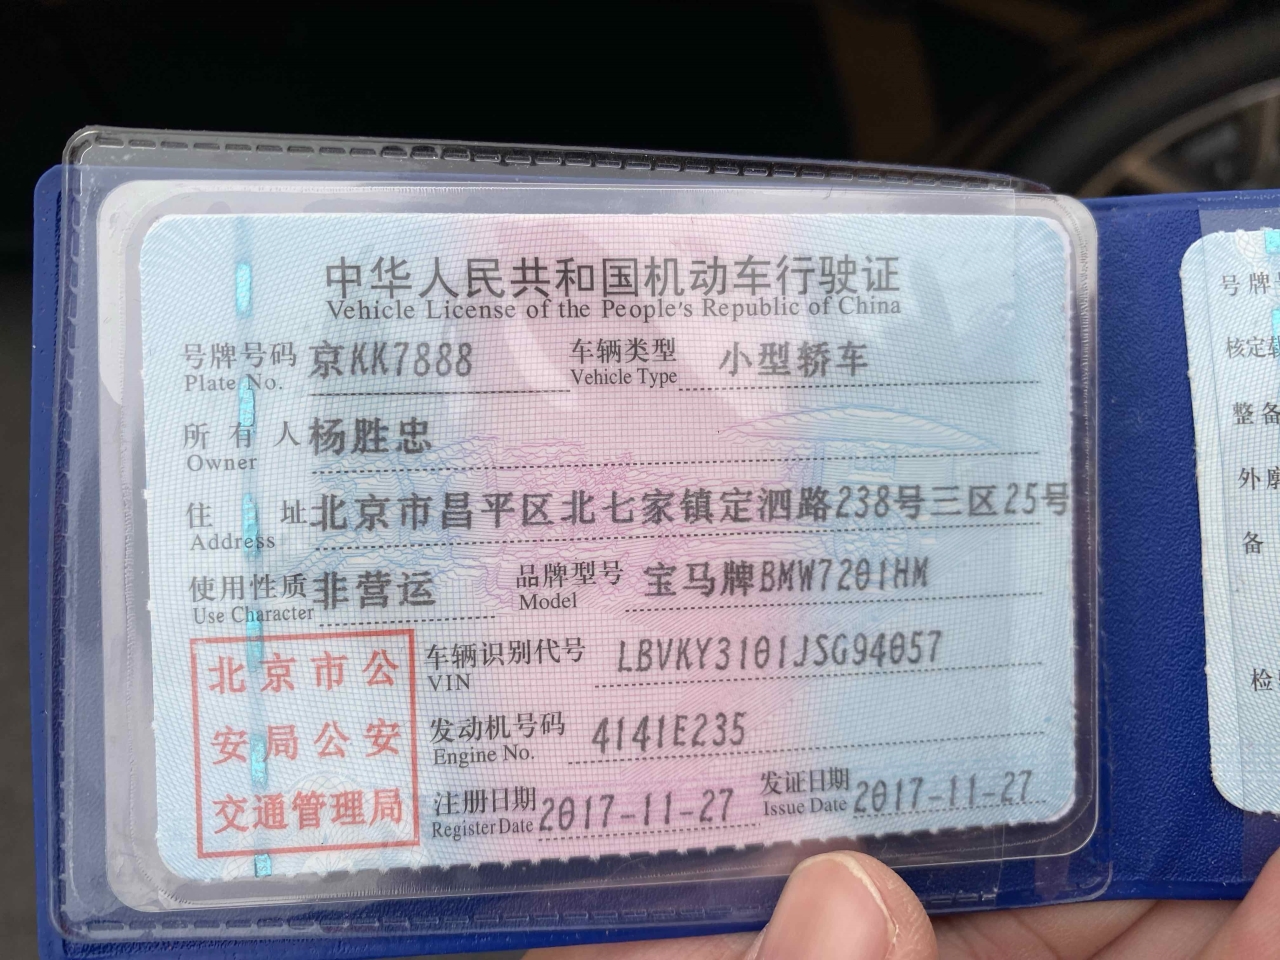 中华人民共和国机动车行驶证
Vehicle License of the People's Republic of China
号牌号码 京KK7888 车辆类型 小型轿车
Plate No. Vehicle Type
所有人 杨胜忠
Owner
住址 北京市昌平区北七家镇定泗路238号三区25号
Address
使用性质 非营运 品牌型号 宝马牌BMW7201HM
Use Character Model
车辆识别代号 LBVKY3101JSG94057
VIN
发动机号码 4141E235
Engine No.
注册日期 2017-11-27 发证日期 2017-11-27
Register Date Issue Date
北京市公
安局公安
交通管理局
号牌
核定载
整备
外廓
备
检